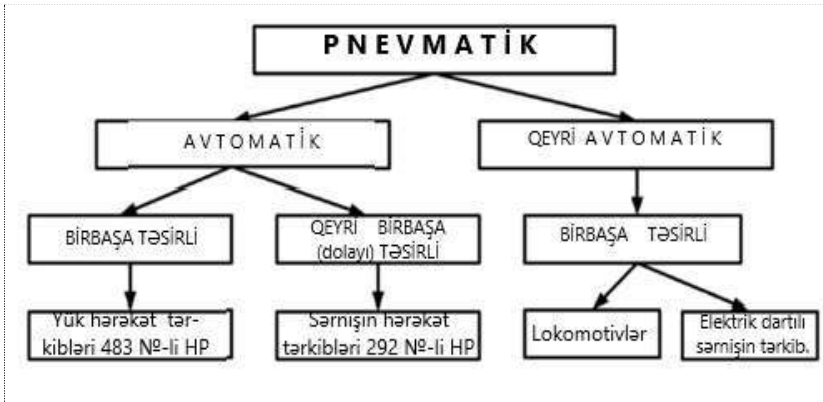 PNEVMATİK
AVTOMATİK
QEYRİ AVTOMATİK
BİRBAŞA TƏSİRLİ
QEYRİ BİRBAŞA
(dolayı) TƏSİRLİ
BİRBAŞA TƏSİRLİ
Yük hərəkət tər-
kibləri 483 №-li HP
Sərnişin hərəkət
tərkibləri 292 №-li HP
Lokomotivlər
Elektrik dartılı
sərnişin tərkib.